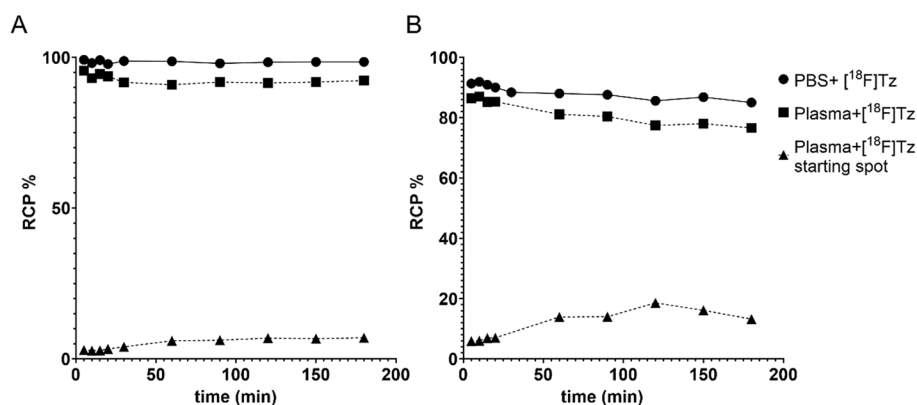 A
RCP %
100
50
0
0
50
100
150
200
time (min)
B
RCP %
100
80
60
40
20
0
0
50
100
150
200
time (min)
PBS+ [¹⁸F]Tz
Plasma+[¹⁸F]Tz
Plasma+[¹⁸F]Tz
starting spot